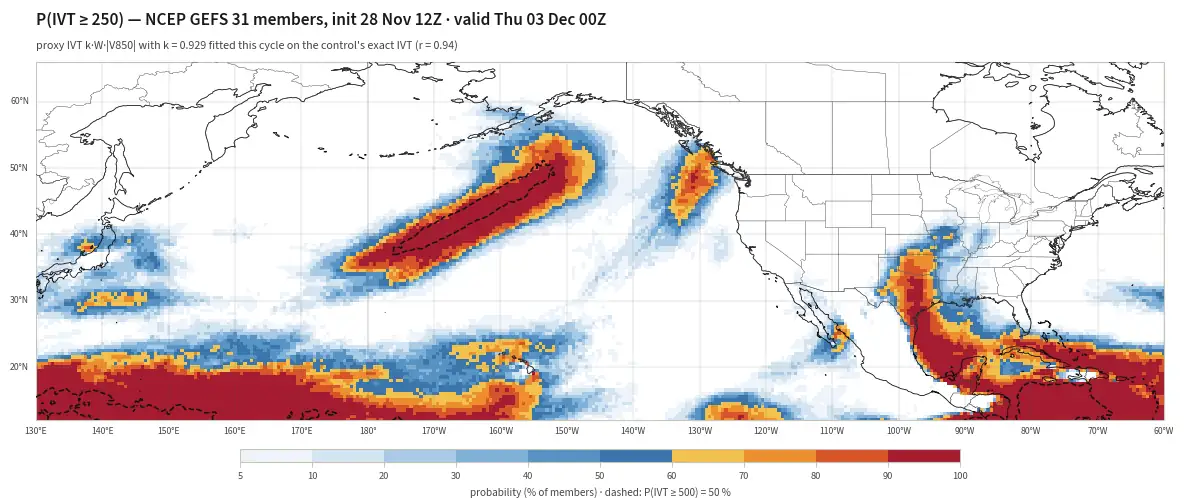 P(IVT ≥ 250) — NCEP GEFS 31 members, init 28 Nov 12Z · valid Thu 03 Dec 00Z
proxy IVT k·W·|V850| with k = 0.929 fitted this cycle on the control's exact IVT (r = 0.94)
60°N
50°N
40°N
30°N
20°N
130°E 140°E 150°E 160°E 170°E 180° 170°W 160°W 150°W 140°W 130°W 120°W 110°W 100°W 90°W 80°W 70°W 60°W
5 10 20 30 40 50 60 70 80 90 100
probability (% of members) · dashed: P(IVT ≥ 500) = 50 %